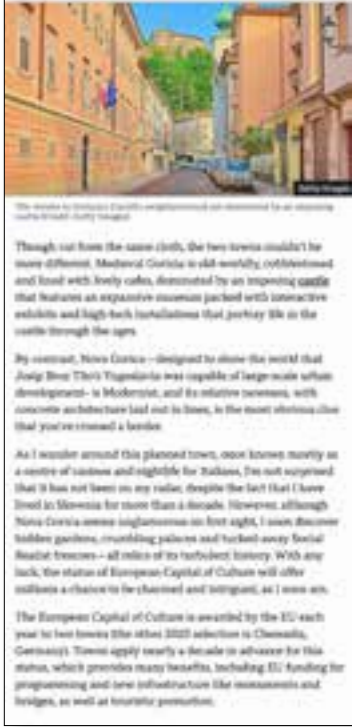 Getty Images
The streets in Gorizia's
Though cut from the same cloth, the two towns couldn't be
more different. Medieval Gorizia is old-worldly, cobblestoned
and lined with lively cafes, dominated by an imposing castle
that features an expansive museum packed with interactive
exhibits and high-tech installations that portray life in the
castle through the ages.
By contrast, Nova Gorica – designed to show the world that
Josip Broz Tito's Yugoslavia was capable of large-scale urban
development– is Modernist, and its relative newness, with
concrete architecture laid out in lines, is the most obvious clue
that you've crossed a border.
As I wander around this planned town, once known mostly as
a centre of casinos and nightlife for Italians, I'm not surprised
that it has not been on my radar, despite the fact that I have
lived in Slovenia for more than a decade. However, although
Nova Gorica seems unglamorous on first sight, I soon discover
hidden gardens, crumbling palaces and tucked-away Social
Realist frescoes – all relics of its turbulent history. With any
luck, the status of European Capital of Culture will offer
millions a chance to be charmed and intrigued, as I soon am.
The European Capital of Culture is awarded by the EU each
year to two towns (the other 2025 selection is Chemnitz,
Germany). Towns apply nearly a decade in advance for this
status, which provides many benefits, including EU funding for
programming and new infrastructure like monuments and
bridges, as well as touristic promotion.